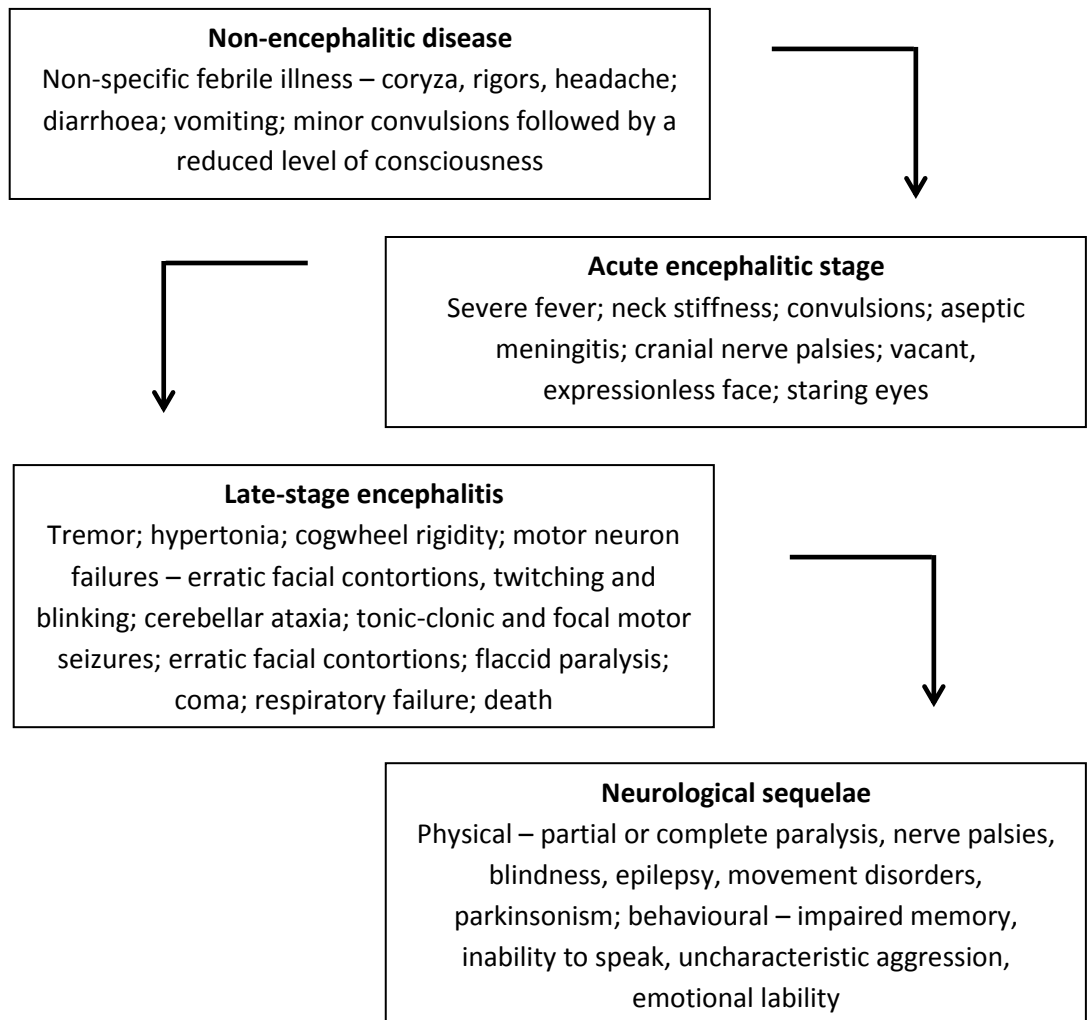 Non-encephalitic disease
Non-specific febrile illness – coryza, rigors, headache;
diarrhoea; vomiting; minor convulsions followed by a
reduced level of consciousness
Acute encephalitic stage
Severe fever; neck stiffness; convulsions; aseptic
meningitis; cranial nerve palsies; vacant,
expressionless face; staring eyes
Late-stage encephalitis
Tremor; hypertonia; cogwheel rigidity; motor neuron
failures – erratic facial contortions, twitching and
blinking; cerebellar ataxia; tonic-clonic and focal motor
seizures; erratic facial contortions; flaccid paralysis;
coma; respiratory failure; death
Neurological sequelae
Physical – partial or complete paralysis, nerve palsies,
blindness, epilepsy, movement disorders,
parkinsonism; behavioural – impaired memory,
inability to speak, uncharacteristic aggression,
emotional lability